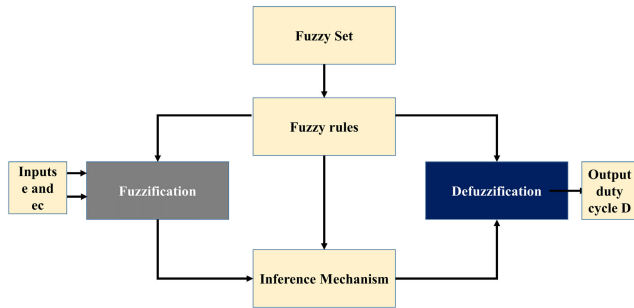 Fuzzy Set
Fuzzy rules
Inputs
e and
ec
Fuzzification
Defuzzification
Output
duty
cycle D
Inference Mechanism